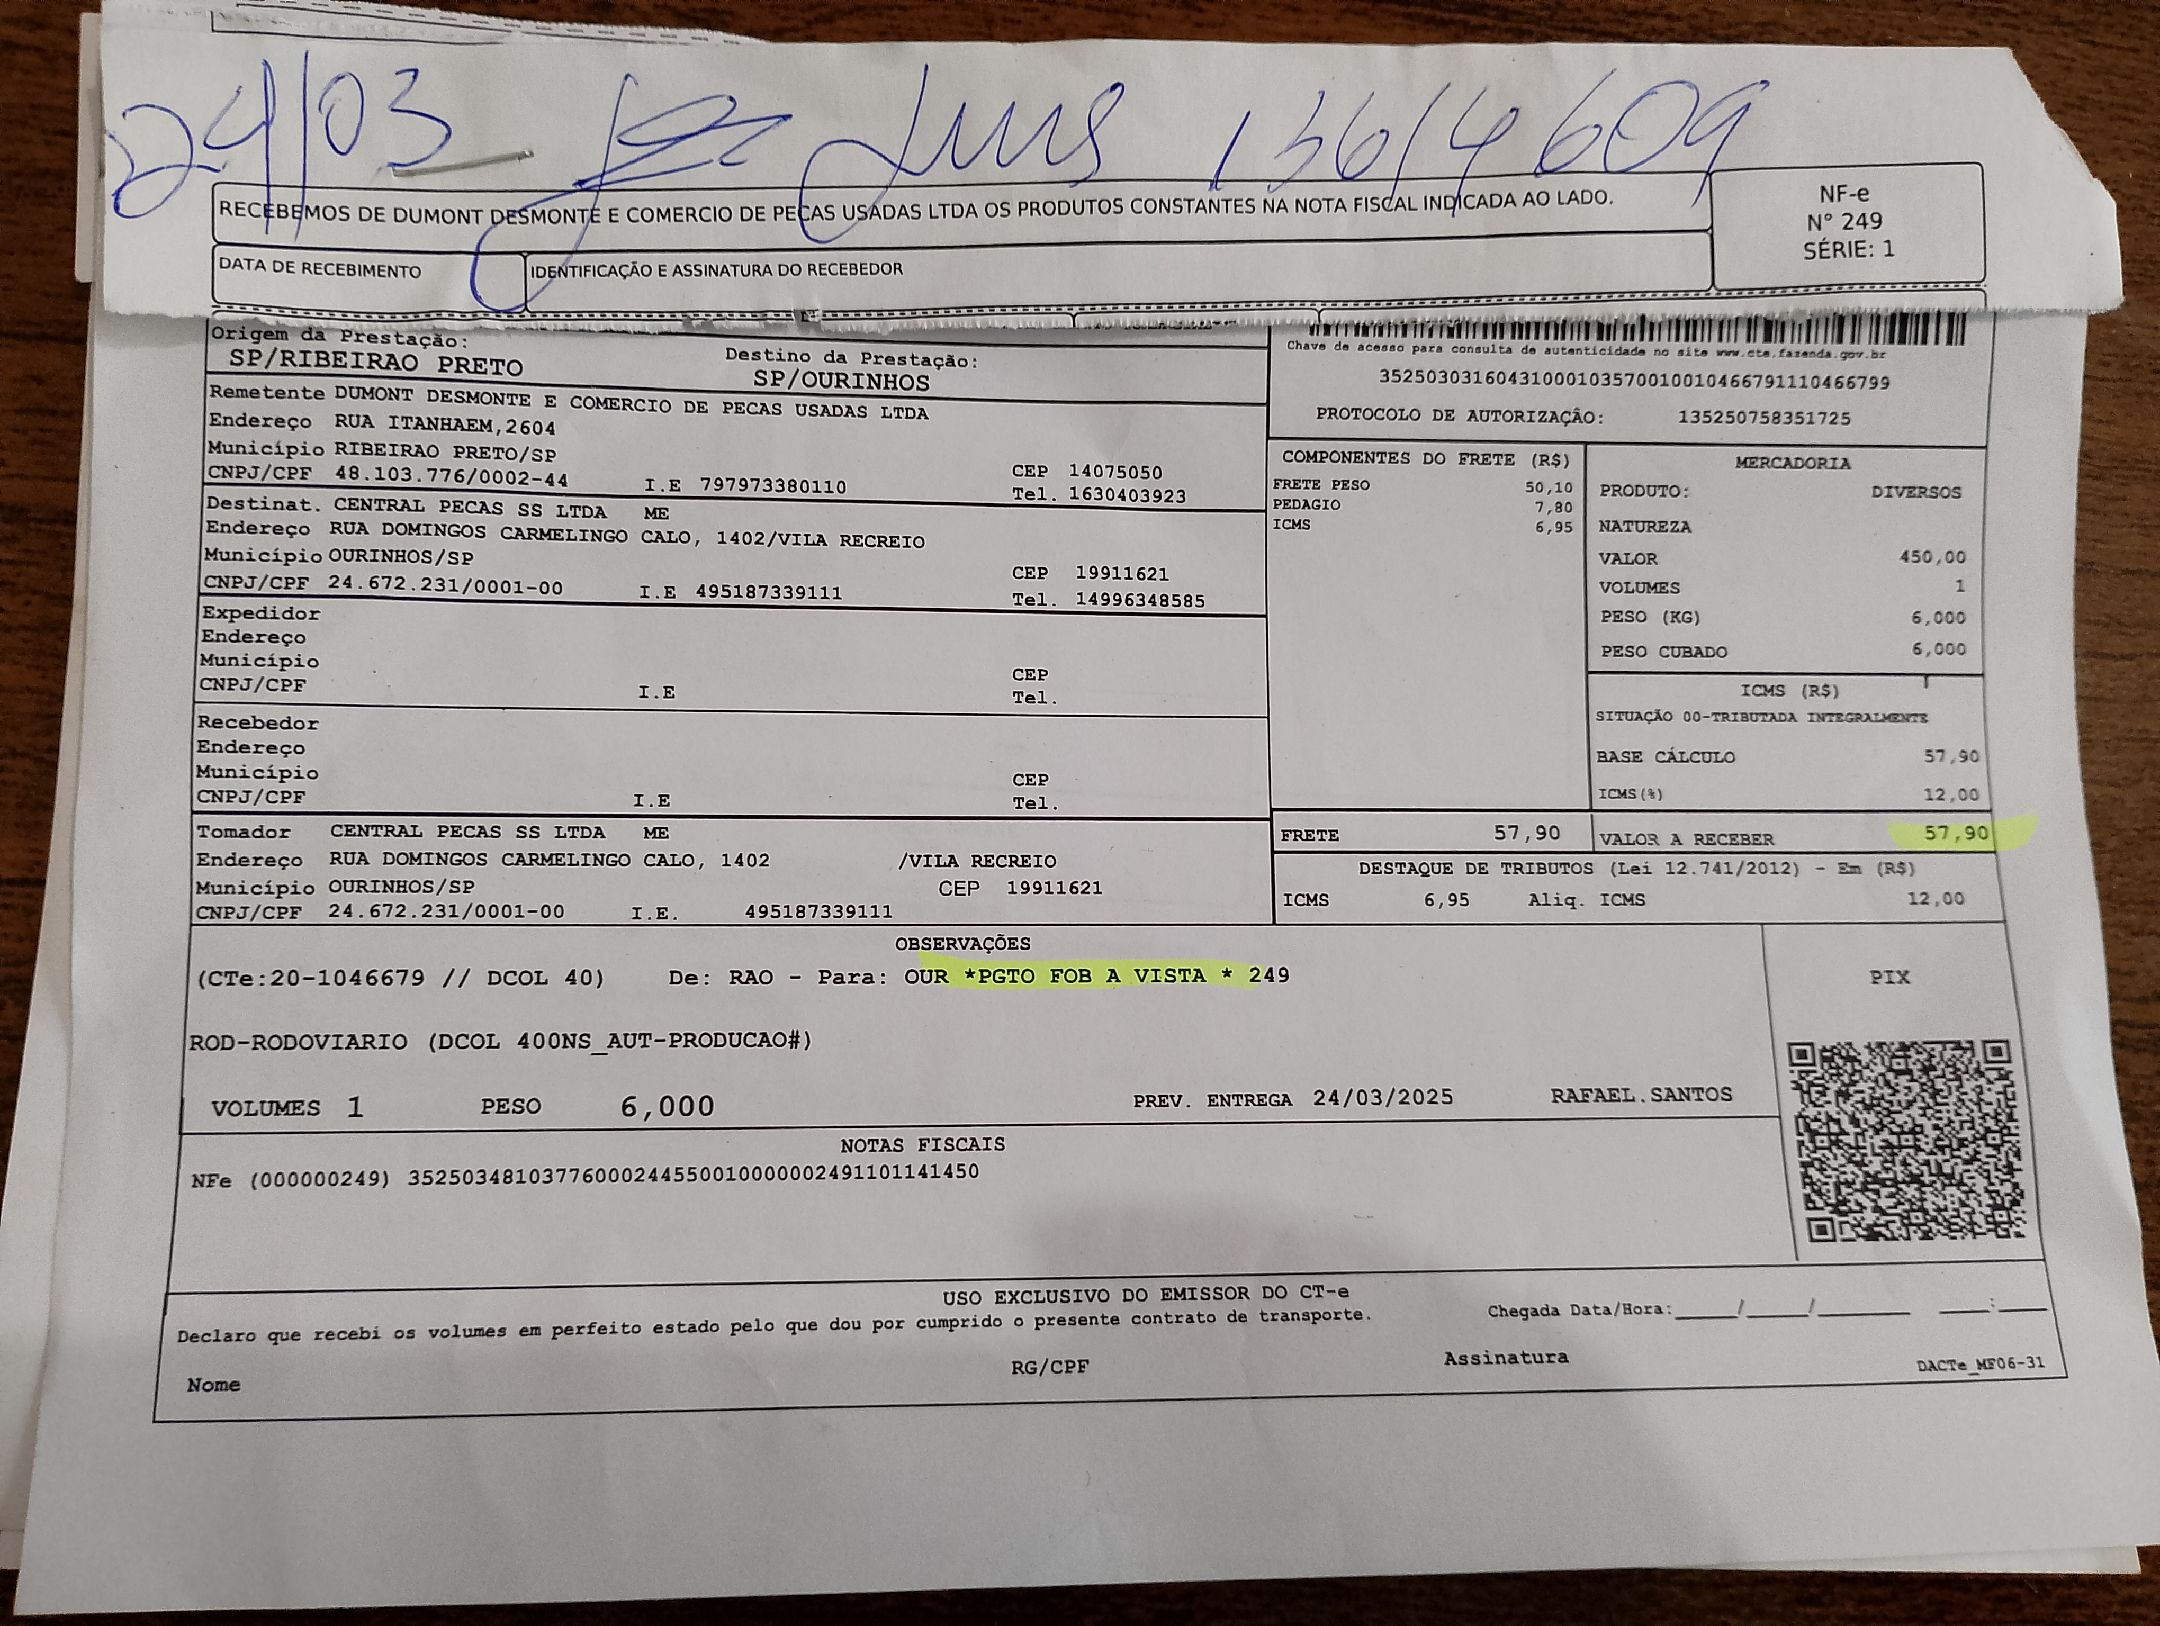 24/03 Luis 13614609
RECEBEMOS DE DUMONT DESMONTE E COMERCIO DE PECAS USADAS LTDA OS PRODUTOS CONSTANTES NA NOTA FISCAL INDICADA AO LADO.
NF-e
Nº 249
SÉRIE: 1
DATA DE RECEBIMENTO
IDENTIFICAÇÃO E ASSINATURA DO RECEBEDOR
Origem da Prestação:
SP/RIBEIRAO PRETO
Destino da Prestação:
SP/OURINHOS
Chave de acesso para consulta de autenticidade no site www.cte.fazenda.gov.br
35250303160431000103570010010466791110466799
PROTOCOLO DE AUTORIZAÇÂO: 135250758351725
Remetente DUMONT DESMONTE E COMERCIO DE PECAS USADAS LTDA
Endereço RUA ITANHAEM,2604
Município RIBEIRAO PRETO/SP
CEP 14075050
CNPJ/CPF 48.103.776/0002-44 I.E 797973380110 Tel. 1630403923
Destinat. CENTRAL PECAS SS LTDA ME
Endereço RUA DOMINGOS CARMELINGO CALO, 1402/VILA RECREIO
Município OURINHOS/SP
CEP 19911621
CNPJ/CPF 24.672.231/0001-00 I.E 495187339111 Tel. 14996348585
Expedidor
Endereço
Município
CEP
CNPJ/CPF I.E Tel.
Recebedor
Endereço
Município
CEP
CNPJ/CPF I.E Tel.
Tomador CENTRAL PECAS SS LTDA ME
Endereço RUA DOMINGOS CARMELINGO CALO, 1402 /VILA RECREIO
Município OURINHOS/SP CEP 19911621
CNPJ/CPF 24.672.231/0001-00 I.E. 495187339111
COMPONENTES DO FRETE (R$)
FRETE PESO 50,10
PEDAGIO 7,80
ICMS 6,95
MERCADORIA
PRODUTO: DIVERSOS
NATUREZA
VALOR 450,00
VOLUMES 1
PESO (KG) 6,000
PESO CUBADO 6,000
ICMS (R$)
SITUAÇÃO 00-TRIBUTADA INTEGRALMENTE
BASE CÁLCULO 57,90
ICMS(%) 12,00
FRETE 57,90 VALOR A RECEBER 57,90
DESTAQUE DE TRIBUTOS (Lei 12.741/2012) - Em (R$)
ICMS 6,95 Aliq. ICMS 12,00
OBSERVAÇÕES
(CTe:20-1046679 // DCOL 40) De: RAO - Para: OUR *PGTO FOB A VISTA * 249
PIX
ROD-RODOVIARIO (DCOL 400NS_AUT-PRODUCAO#)
VOLUMES 1 PESO 6,000 PREV. ENTREGA 24/03/2025 RAFAEL.SANTOS
NOTAS FISCAIS
NFe (000000249) 35250348103776000244550010000002491101141450
USO EXCLUSIVO DO EMISSOR DO CT-e
Declaro que recebi os volumes em perfeito estado pelo que dou por cumprido o presente contrato de transporte.
Chegada Data/Hora:____/____/______ ___:___
Nome RG/CPF Assinatura DACTe_MF06-31